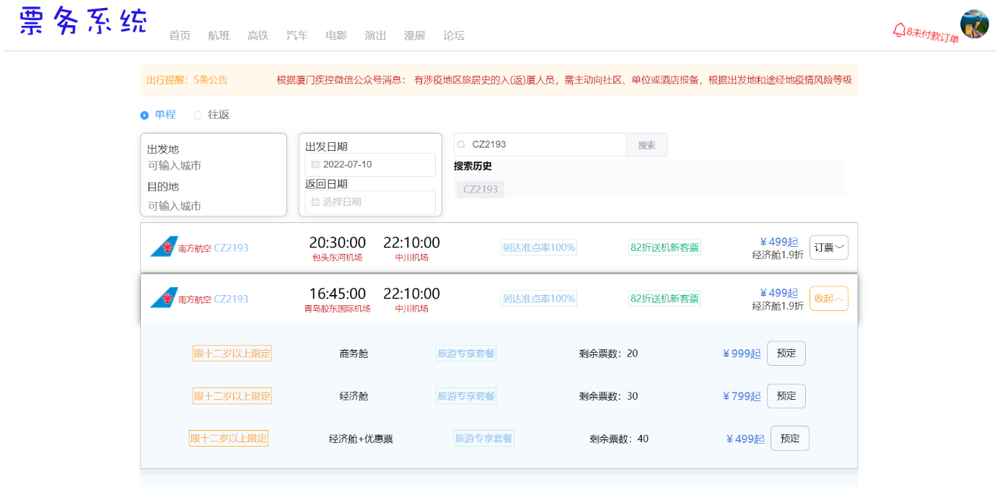 票务系统
首页 航班 高铁 汽车 电影 演出 漫展 论坛
8未付款订单
出行提醒：5条公告 根据厦门疾控微信公众号消息： 有涉疫地区旅居史的入(返)厦人员，需主动向社区、单位或酒店报备，根据出发地和途经地疫情风险等级
单程 往返
出发地
可输入城市
目的地
可输入城市
出发日期
2022-07-10
返回日期
选择日期
CZ2193 搜索
搜索历史
CZ2193
南方航空 CZ2193 20:30:00 22:10:00 到达准点率100% 82折送机新客票 ￥499起 订票
包头东河机场 中川机场 经济舱1.9折
南方航空 CZ2193 16:45:00 22:10:00 到达准点率100% 82折送机新客票 ￥499起 收起
青岛胶东国际机场 中川机场 经济舱1.9折
限十二岁以上限定 商务舱 旅游专享套餐 剩余票数：20 ￥999起 预定
限十二岁以上限定 经济舱 旅游专享套餐 剩余票数：30 ￥799起 预定
限十二岁以上限定 经济舱+优惠票 旅游专享套餐 剩余票数：40 ￥499起 预定